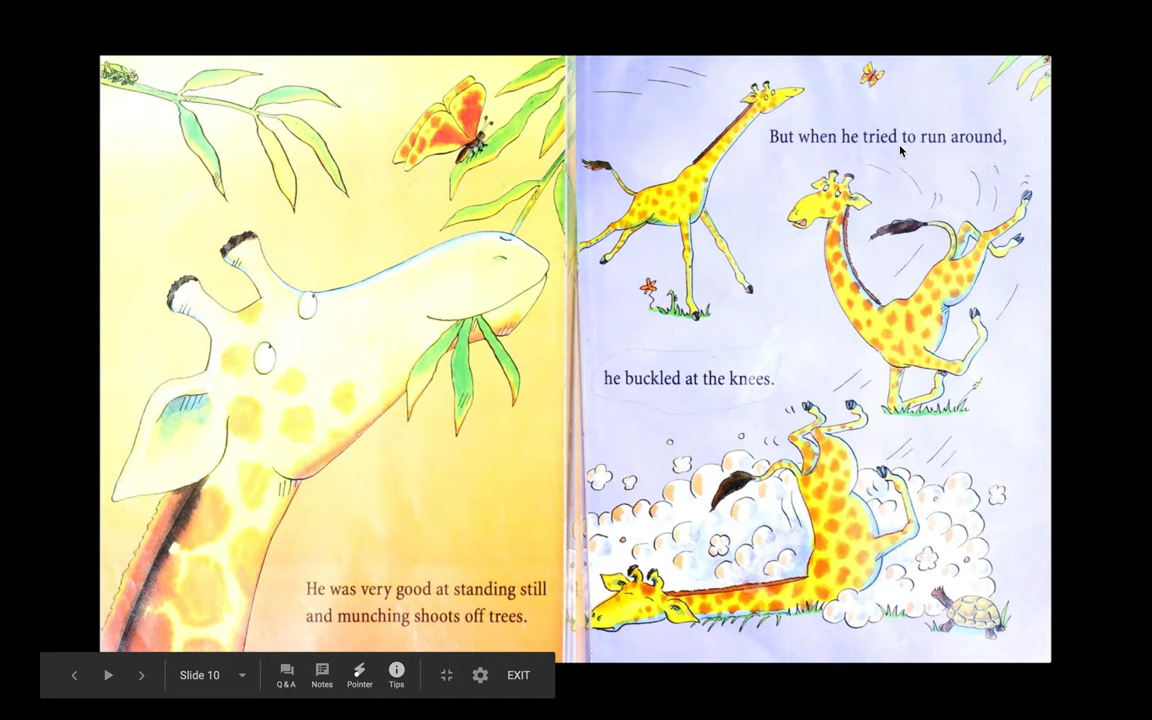 He was very good at standing still
and munching shoots off trees.
But when he tried to run around,
he buckled at the knees.
Slide 10
Q & A
Notes
Pointer
Tips
EXIT